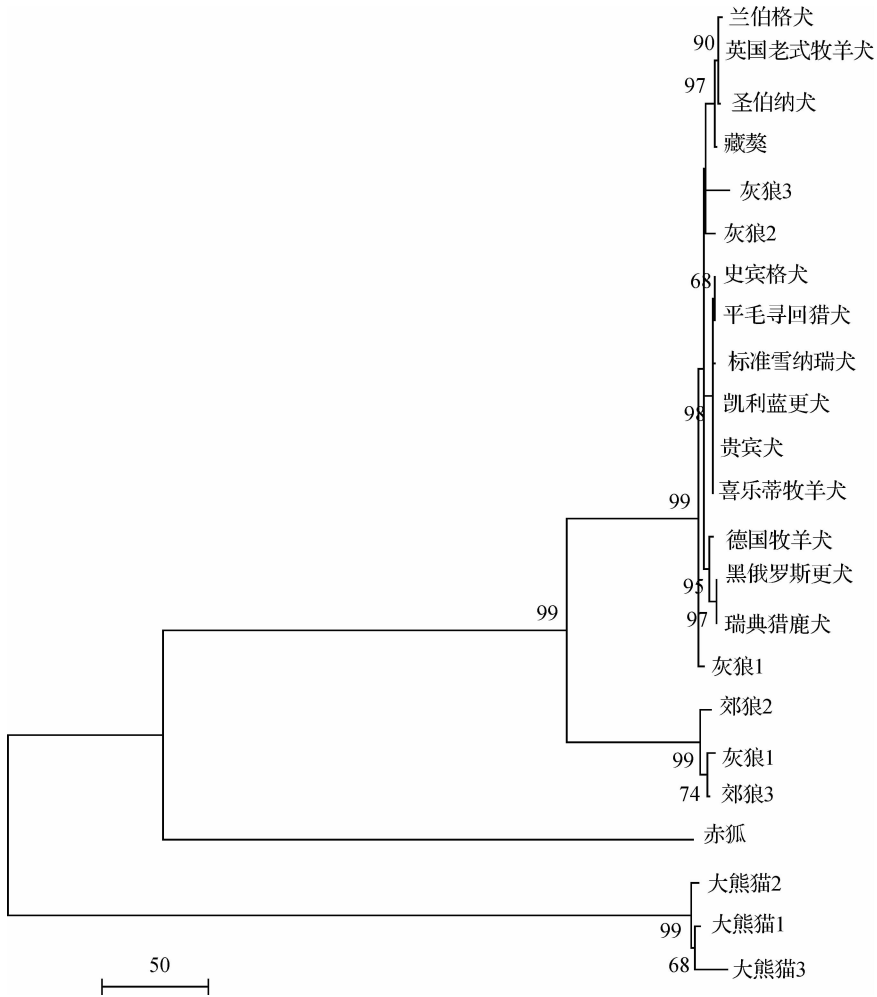 兰伯格犬
90
英国老式牧羊犬
97
圣伯纳犬
藏獒
灰狼3
灰狼2
68
史宾格犬
平毛寻回猎犬
标准雪纳瑞犬
98
凯利蓝更犬
贵宾犬
喜乐蒂牧羊犬
99
德国牧羊犬
黑俄罗斯更犬
95
97
瑞典猎鹿犬
99
灰狼1
郊狼2
99
灰狼1
74
郊狼3
赤狐
大熊猫2
99
大熊猫1
68
大熊猫3
50